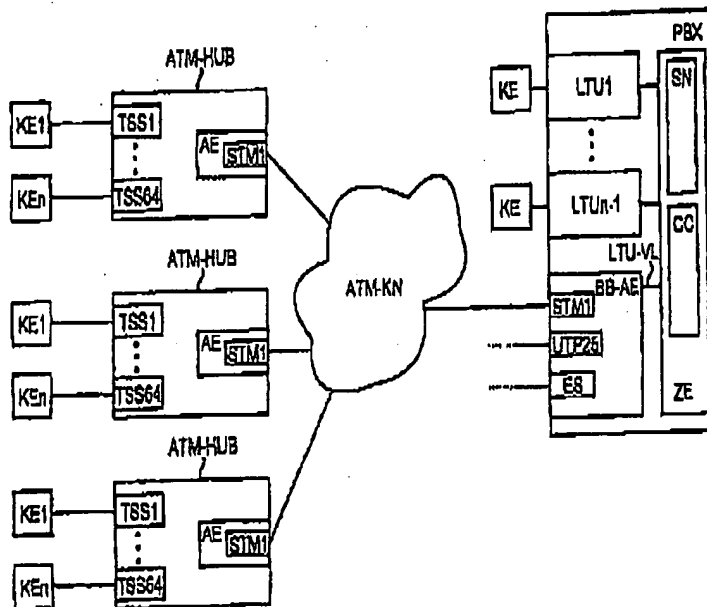 ATM-HUB
KE1
TSS1
AE
STM1
KEn
TSS64
ATM-HUB
KE1
TSS1
AE
STM1
KEn
TSS64
ATM-HUB
KE1
TSS1
AE
STM1
KEn
TSS64
ATM-KN
PBX
KE
LTU1
SN
KE
LTUn-1
CC
LTU-VL
BB-AE
STM1
UTP25
ES
ZE